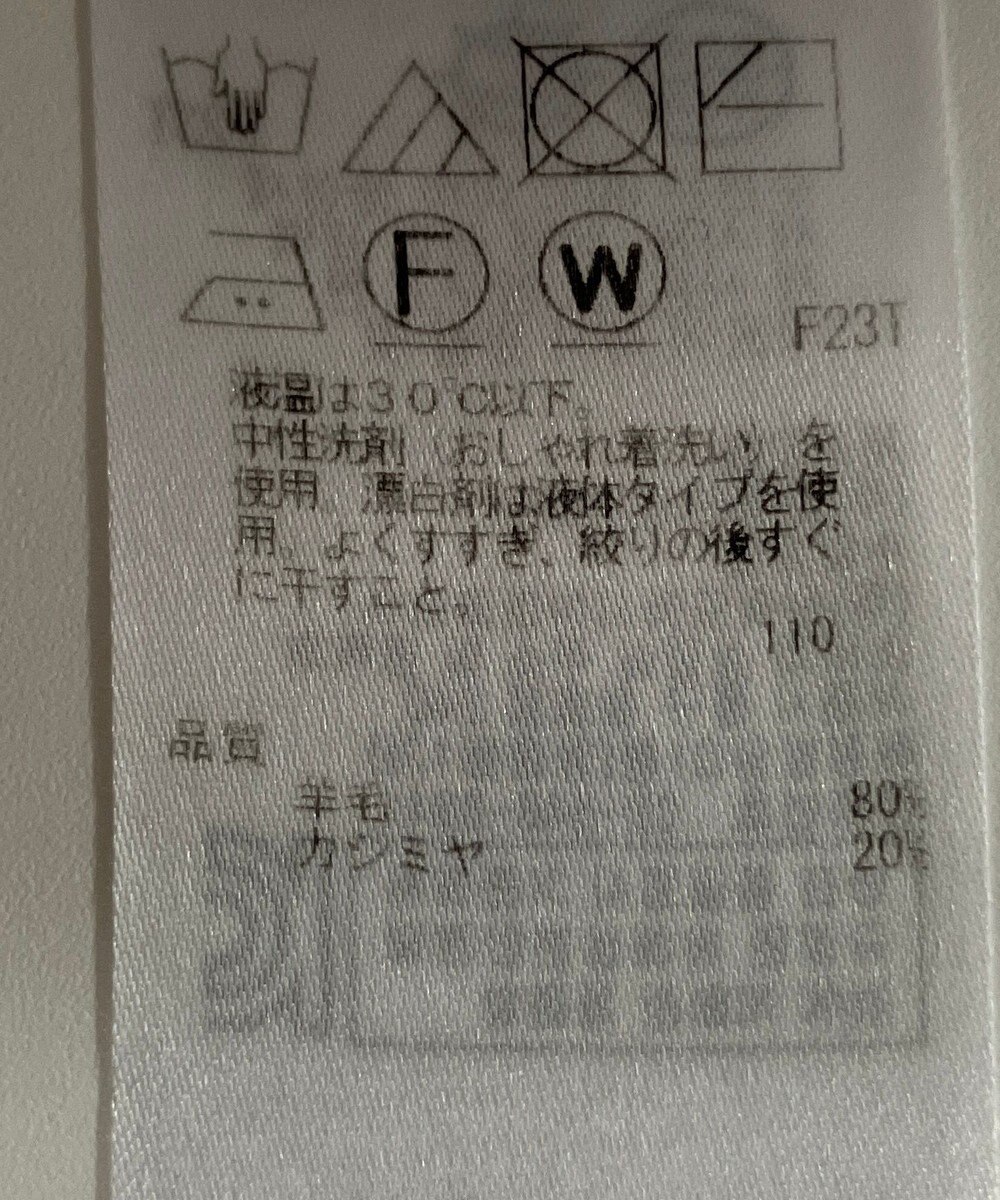 F W
F23T
液温は30℃以下。
中性洗剤（おしゃれ着洗い）を
使用。漂白剤は液体タイプを使
用。よくすすぎ、絞りの後すぐ
に干すこと。
110
品質
羊毛 80%
カシミヤ 20%